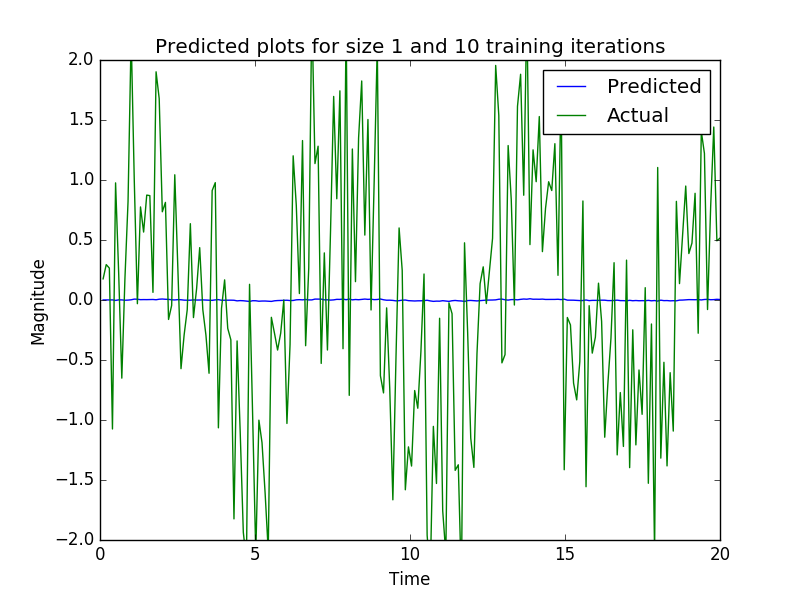 Predicted plots for size 1 and 10 training iterations
2.0
1.5
1.0
0.5
0.0
−0.5
−1.0
−1.5
−2.0
Magnitude
Predicted
Actual
0
5
10
15
20
Time